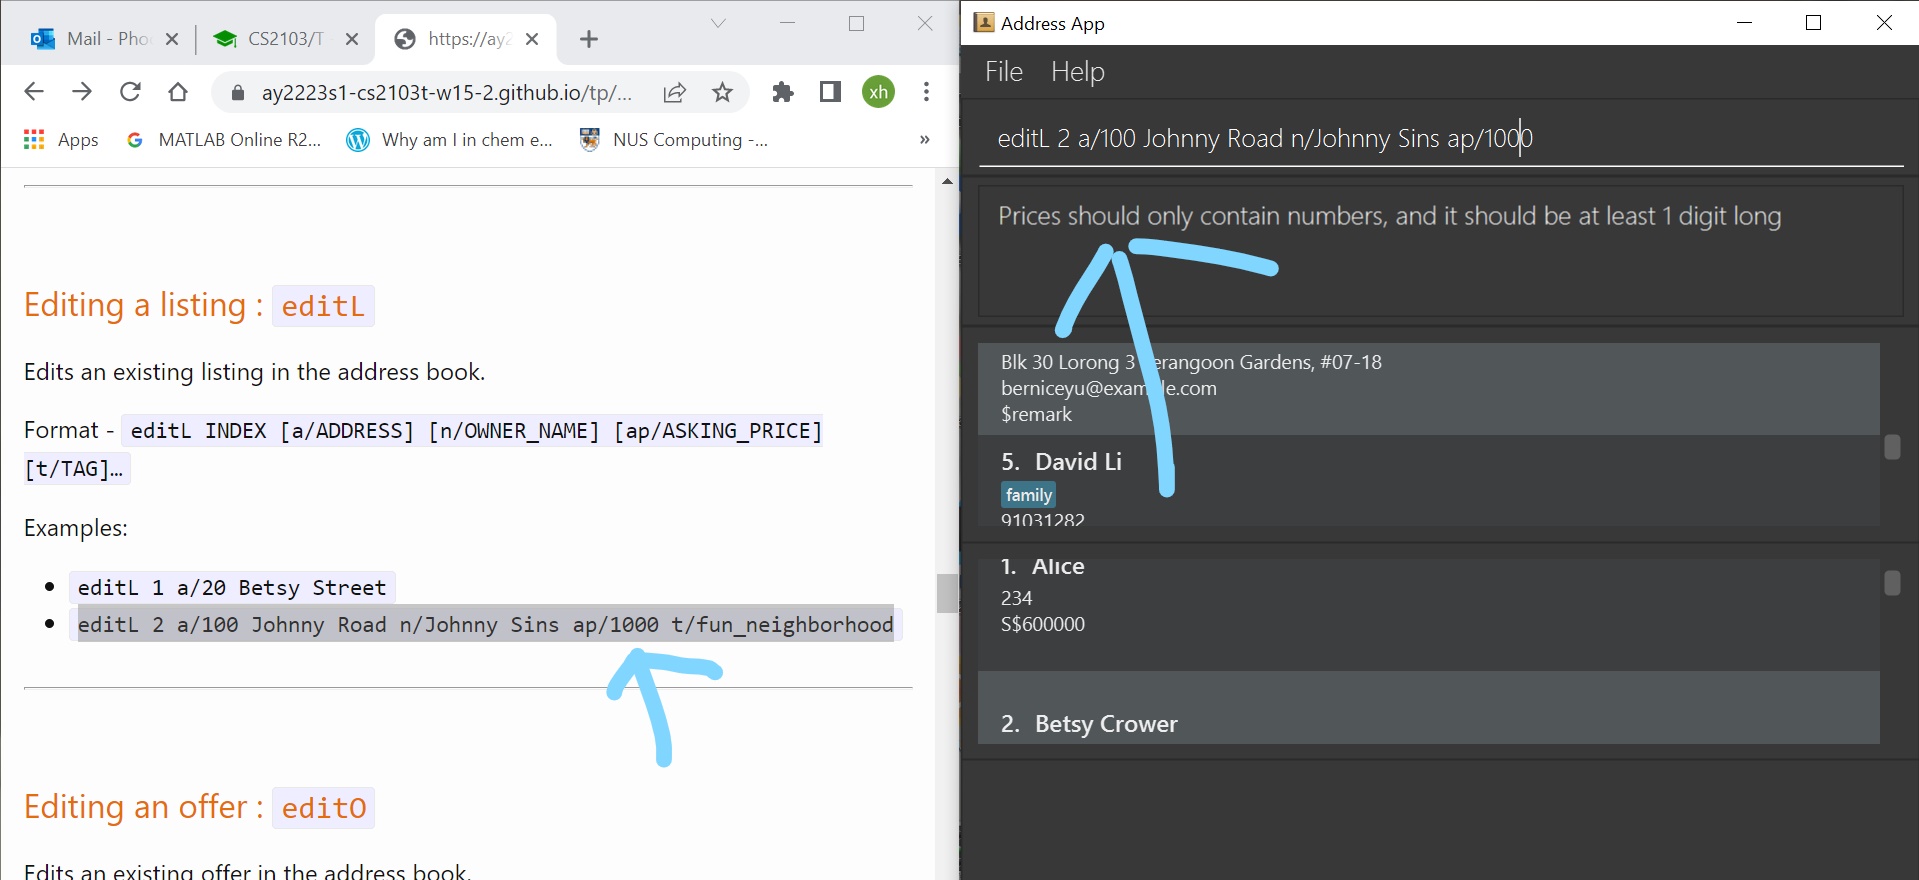 Mail - Pho
CS2103/T
https://ay2
ay2223s1-cs2103t-w15-2.github.io/tp/...
xh
Apps
MATLAB Online R2...
Why am I in chem e...
NUS Computing -...
»
Editing a listing : editL
Edits an existing listing in the address book.
Format - editL INDEX [a/ADDRESS] [n/OWNER_NAME] [ap/ASKING_PRICE]
[t/TAG]…
Examples:
editL 1 a/20 Betsy Street
editL 2 a/100 Johnny Road n/Johnny Sins ap/1000 t/fun_neighborhood
Editing an offer : editO
Edits an existing offer in the address book.
Address App
File Help
editL 2 a/100 Johnny Road n/Johnny Sins ap/1000
Prices should only contain numbers, and it should be at least 1 digit long
Blk 30 Lorong 3 erangoon Gardens, #07-18
berniceyu@example.com
$remark
5. David Li
family
91031282
1. Alice
234
S$600000
2. Betsy Crower